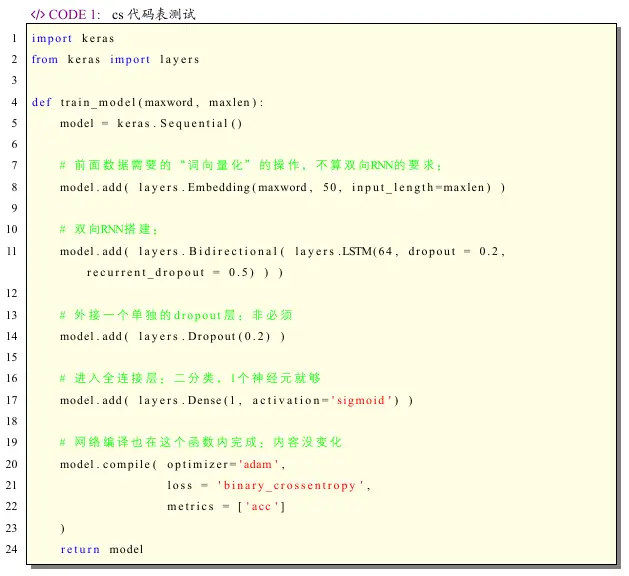 </> CODE 1: cs 代码表测试
1 import keras
2 from keras import layers
3
4 def train_model(maxword, maxlen):
5     model = keras.Sequential()
6
7     # 前面数据需要的“词向量化”的操作，不算双向RNN的要求；
8     model.add( layers.Embedding(maxword, 50, input_length=maxlen) )
9
10     # 双向RNN搭建；
11     model.add( layers.Bidirectional( layers.LSTM(64, dropout = 0.2,
        recurrent_dropout = 0.5) ) )
12
13     # 外接一个单独的dropout层；非必须
14     model.add( layers.Dropout(0.2) )
15
16     # 进入全连接层；二分类，1个神经元就够
17     model.add( layers.Dense(1, activation='sigmoid') )
18
19     # 网络编译也在这个函数内完成；内容没变化
20     model.compile( optimizer='adam',
21                    loss = 'binary_crossentropy',
22                    metrics = ['acc']
23     )
24     return model